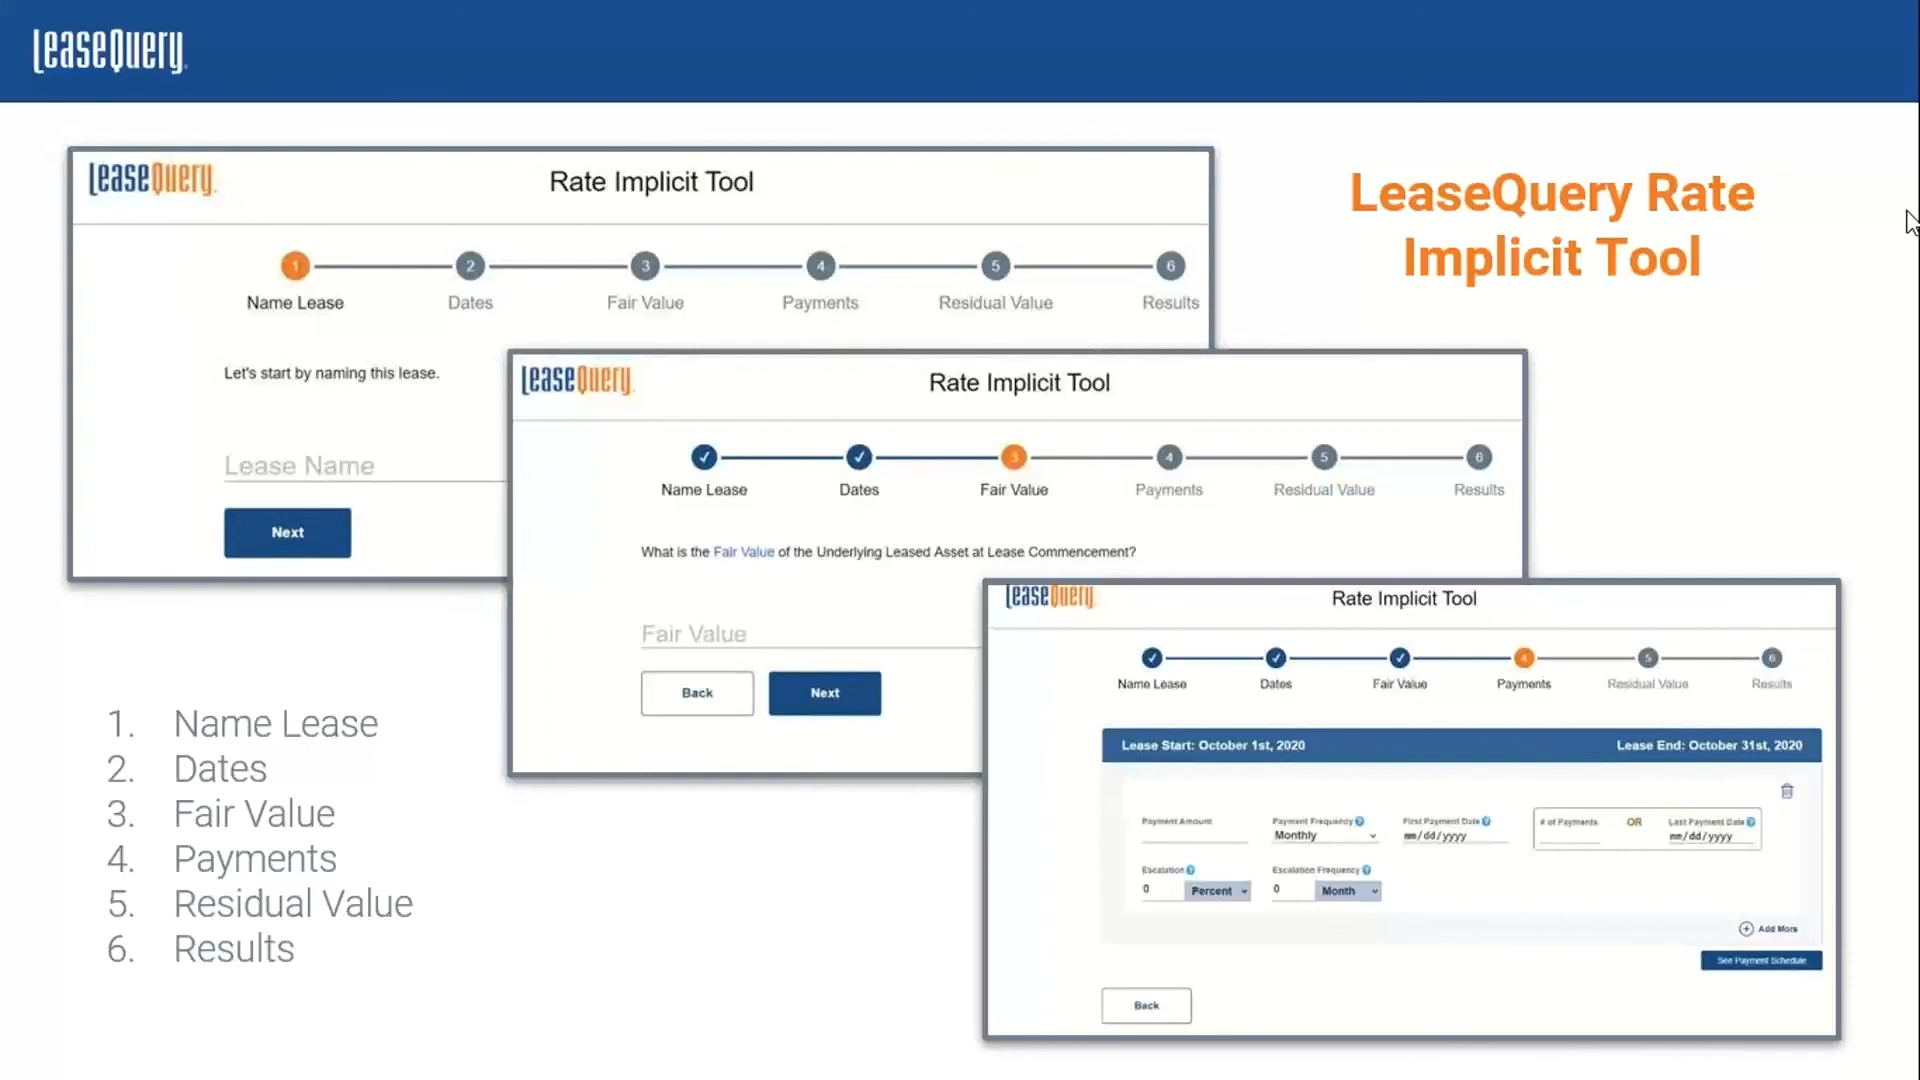 LeaseQuery
LeaseQuery Rate
Implicit Tool
LeaseQuery
Rate Implicit Tool
1 2 3 4 5 6
Name Lease Dates Fair Value Payments Residual Value Results
Let's start by naming this lease.
Lease Name
Next
LeaseQuery
Rate Implicit Tool
3 4 5 6
Name Lease Dates Fair Value Payments Residual Value Results
What is the Fair Value of the Underlying Leased Asset at Lease Commencement?
Fair Value
Back Next
LeaseQuery
Rate Implicit Tool
4 5 6
Name Lease Dates Fair Value Payments Residual Value Results
Lease Start: October 1st, 2020 Lease End: October 31st, 2020
Payment Amount Payment Frequency ? First Payment Date ? # of Payments OR Last Payment Date ?
Monthly mm/dd/yyyy mm/dd/yyyy
Escalation ? Escalation Frequency ?
0 Percent 0 Month
Add More
See Payment Schedule
Back
1. Name Lease
2. Dates
3. Fair Value
4. Payments
5. Residual Value
6. Results